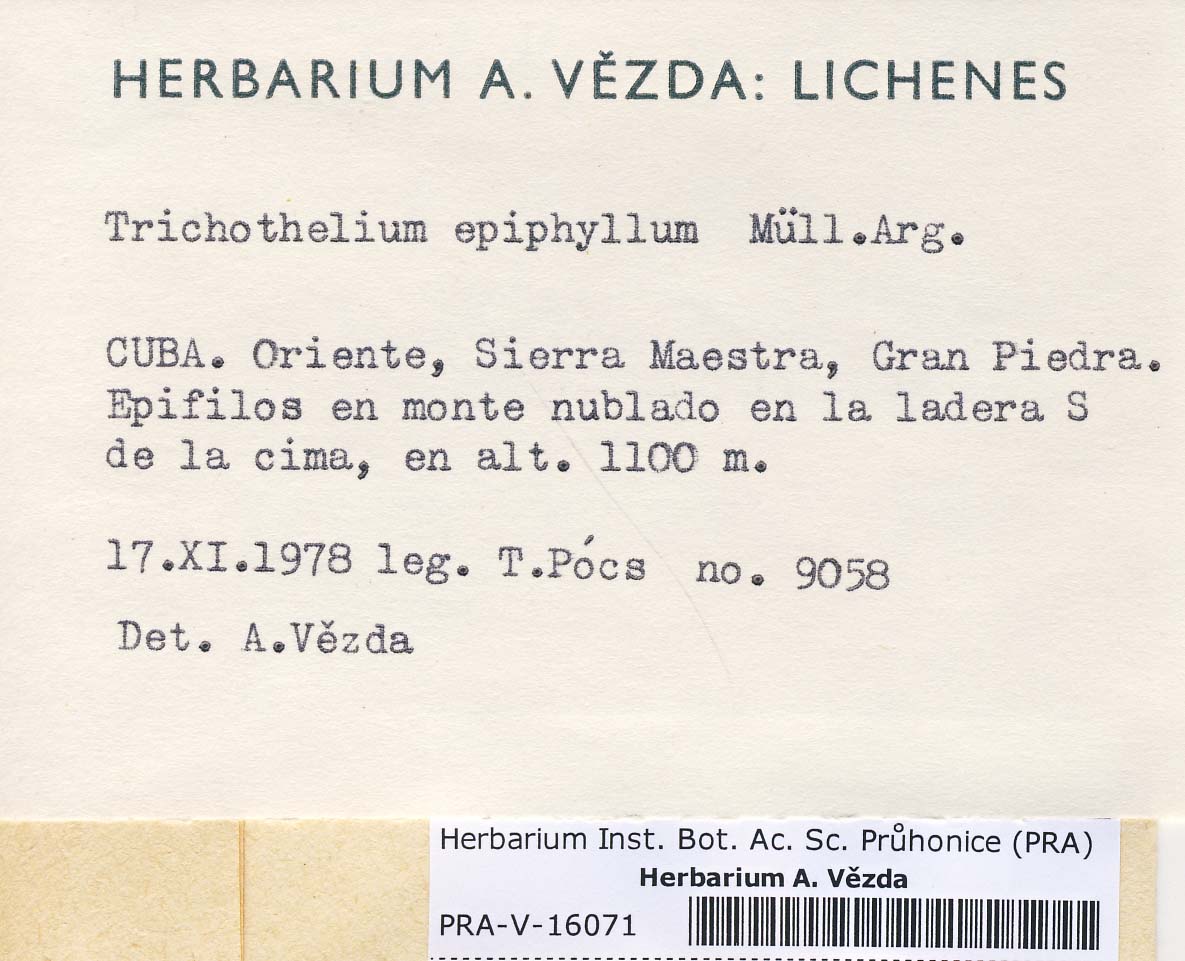 HERBARIUM A. VĚZDA: LICHENES
Trichothelium epiphyllum Müll.Arg.
CUBA. Oriente, Sierra Maestra, Gran Piedra.
Epifilos en monte nublado en la ladera S
de la cima, en alt. 1100 m.
17.XI.1978 leg. T.Pócs no. 9058
Det. A.Vězda
Herbarium Inst. Bot. Ac. Sc. Průhonice (PRA)
Herbarium A. Vězda
PRA-V-16071